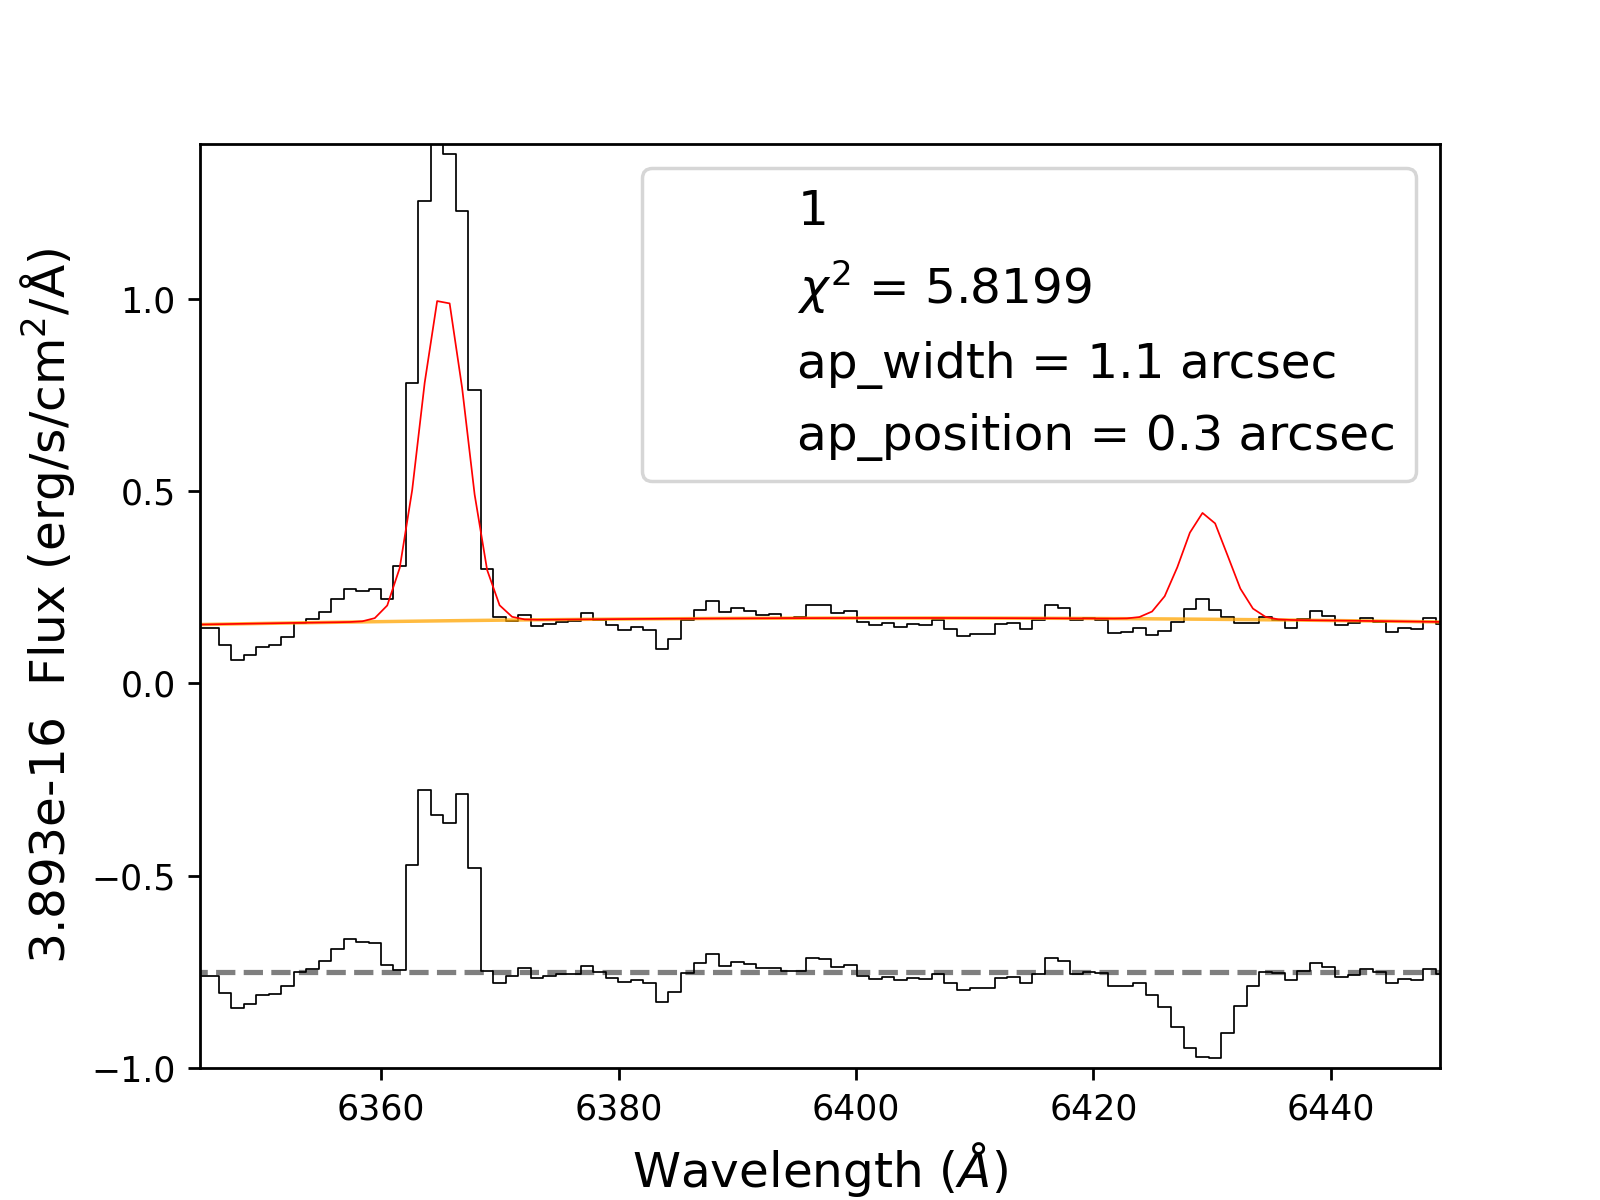 1
χ² = 5.8199
ap_width = 1.1 arcsec
ap_position = 0.3 arcsec
3.893e-16 Flux (erg/s/cm²/Å)
1.0
0.5
0.0
−0.5
−1.0
6360 6380 6400 6420 6440
Wavelength (Å)